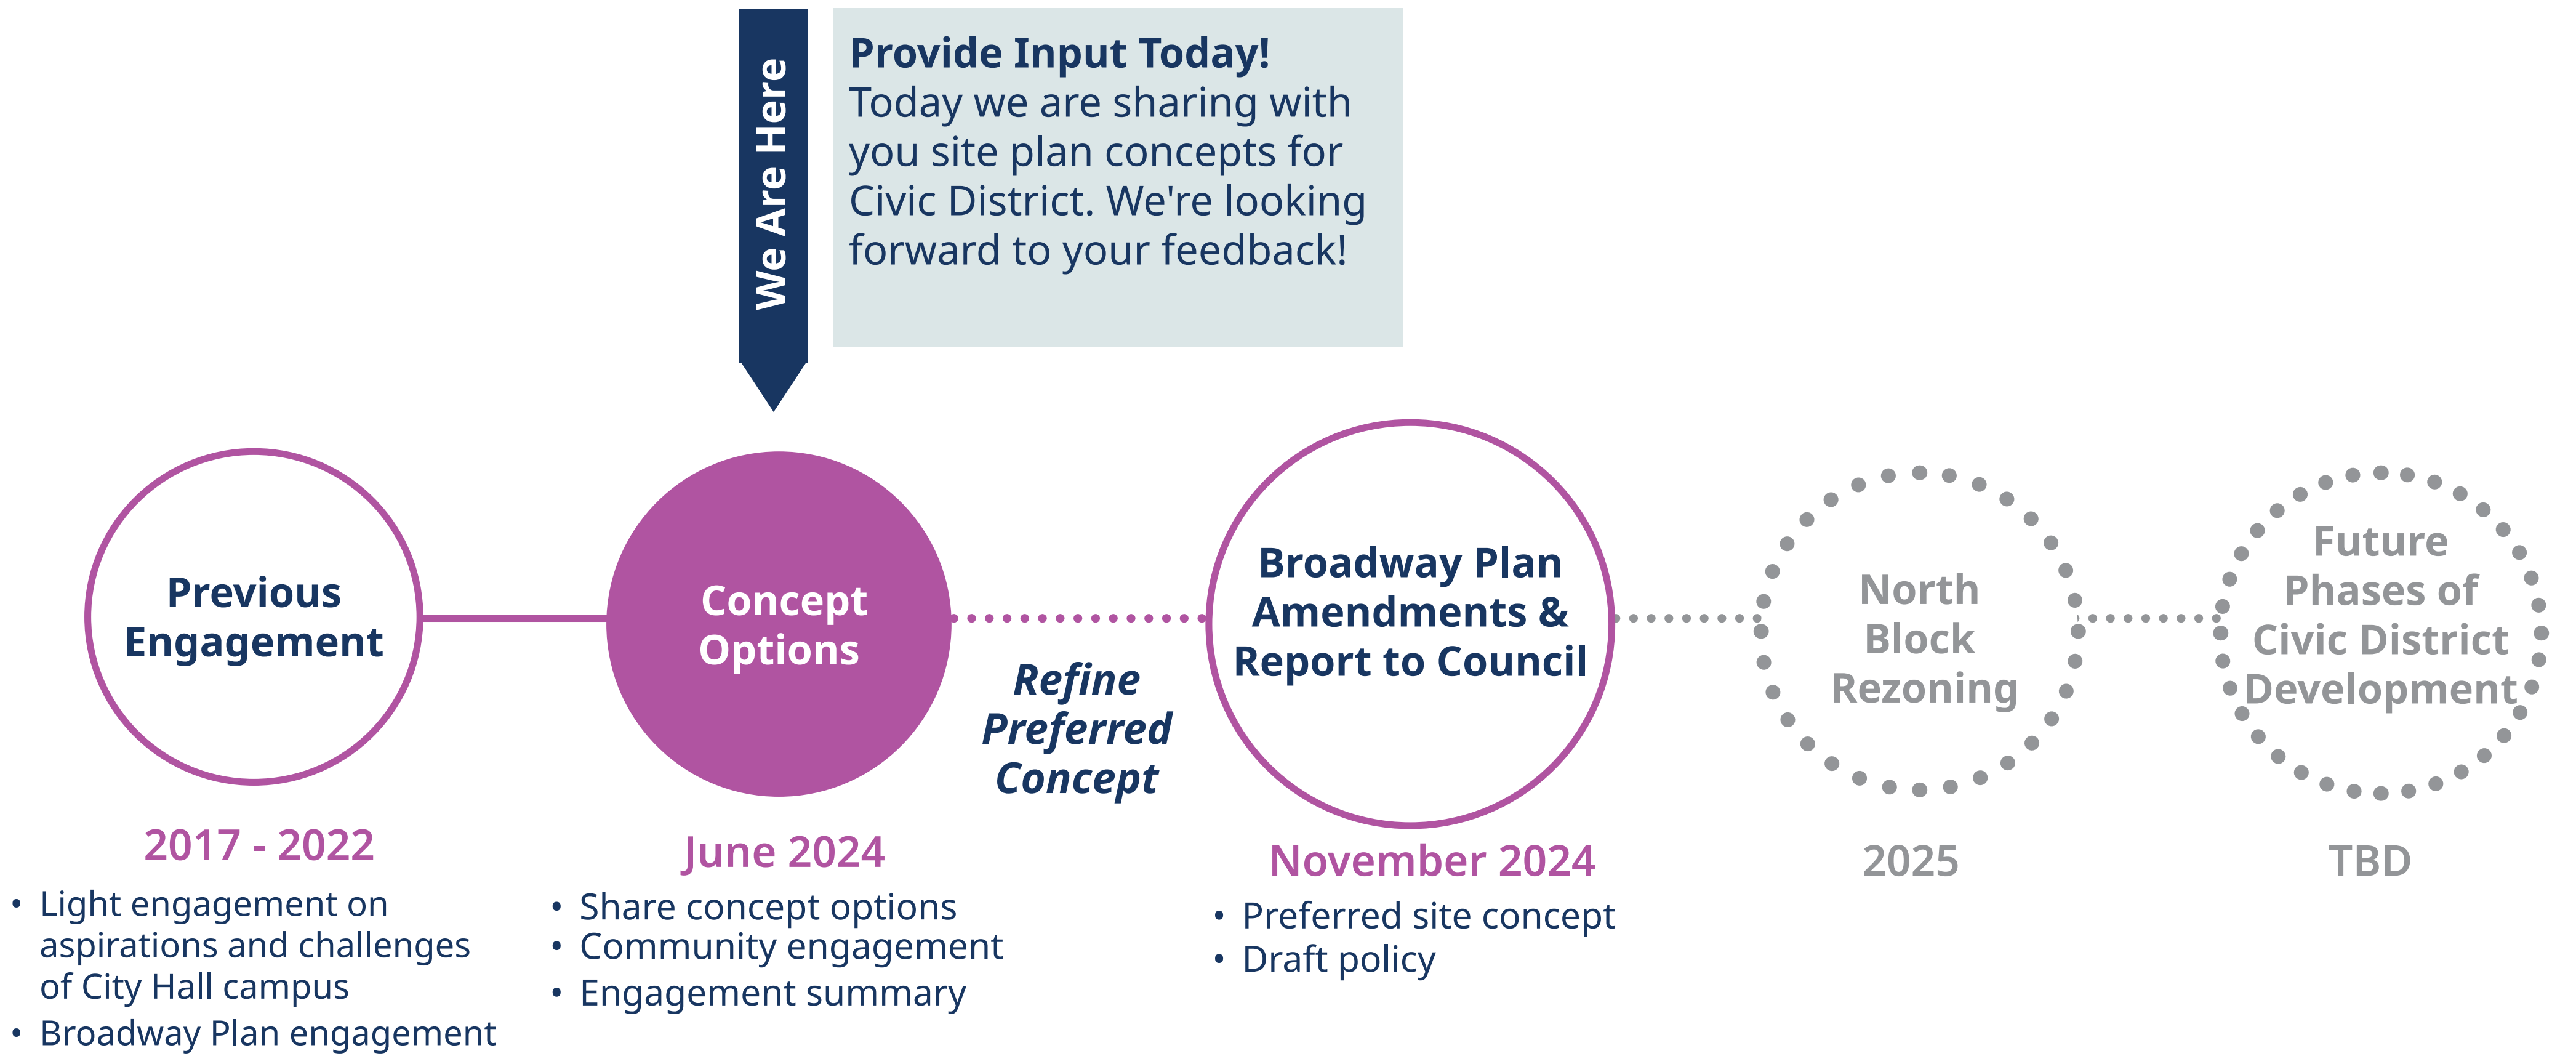 We Are Here
Provide Input Today!
Today we are sharing with
you site plan concepts for
Civic District. We're looking
forward to your feedback!
Previous
Engagement
2017 - 2022
• Light engagement on
aspirations and challenges
of City Hall campus
• Broadway Plan engagement
Concept
Options
June 2024
• Share concept options
• Community engagement
• Engagement summary
Refine
Preferred
Concept
Broadway Plan
Amendments &
Report to Council
November 2024
• Preferred site concept
• Draft policy
North
Block
Rezoning
2025
Future
Phases of
Civic District
Development
TBD